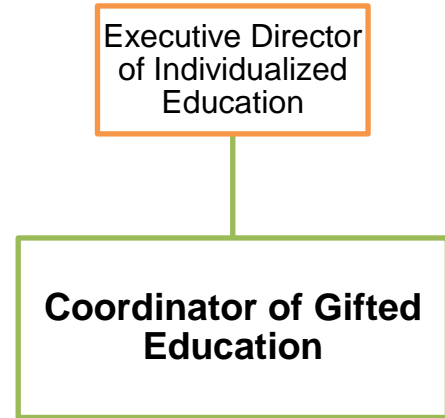 Executive Director
of Individualized
Education
Coordinator of Gifted
Education